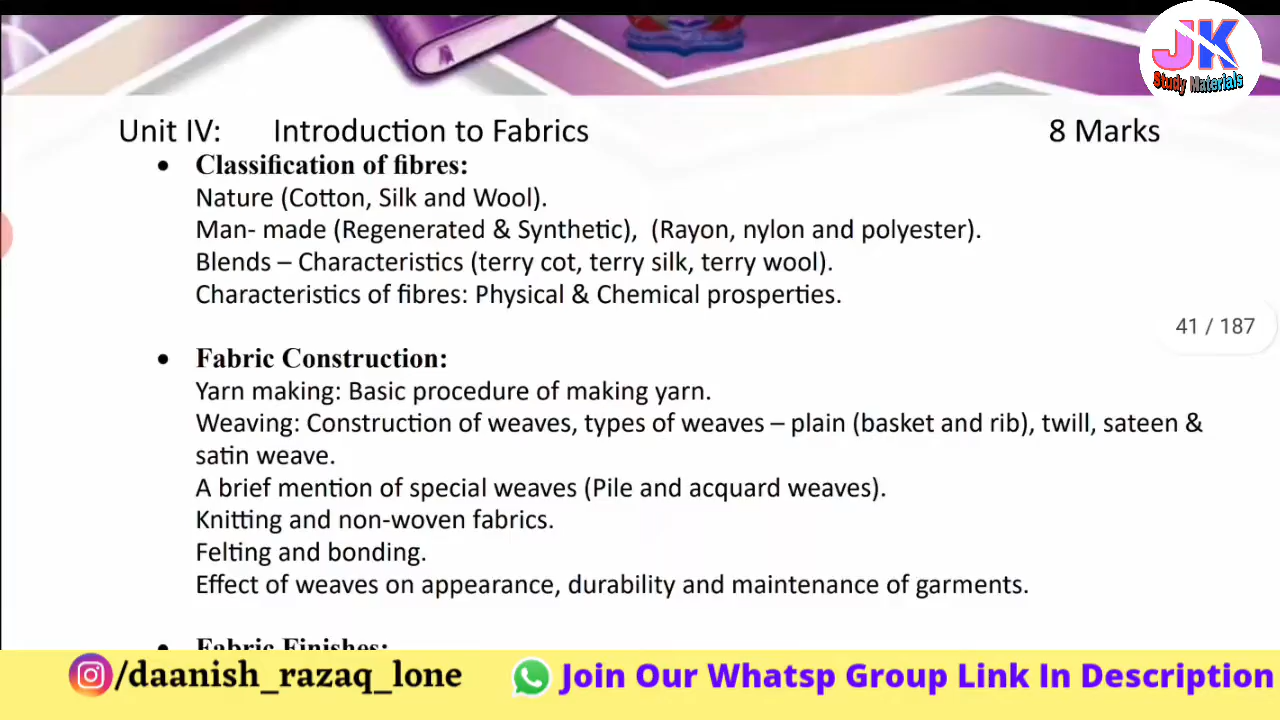 JK
Study Materials
Unit IV: Introduction to Fabrics 8 Marks
• Classification of fibres:
Nature (Cotton, Silk and Wool).
Man- made (Regenerated & Synthetic), (Rayon, nylon and polyester).
Blends – Characteristics (terry cot, terry silk, terry wool).
Characteristics of fibres: Physical & Chemical prosperties.
41 / 187
• Fabric Construction:
Yarn making: Basic procedure of making yarn.
Weaving: Construction of weaves, types of weaves – plain (basket and rib), twill, sateen &
satin weave.
A brief mention of special weaves (Pile and acquard weaves).
Knitting and non-woven fabrics.
Felting and bonding.
Effect of weaves on appearance, durability and maintenance of garments.
• Fabric Finishes:
/daanish_razaq_lone Join Our Whatsp Group Link In Description